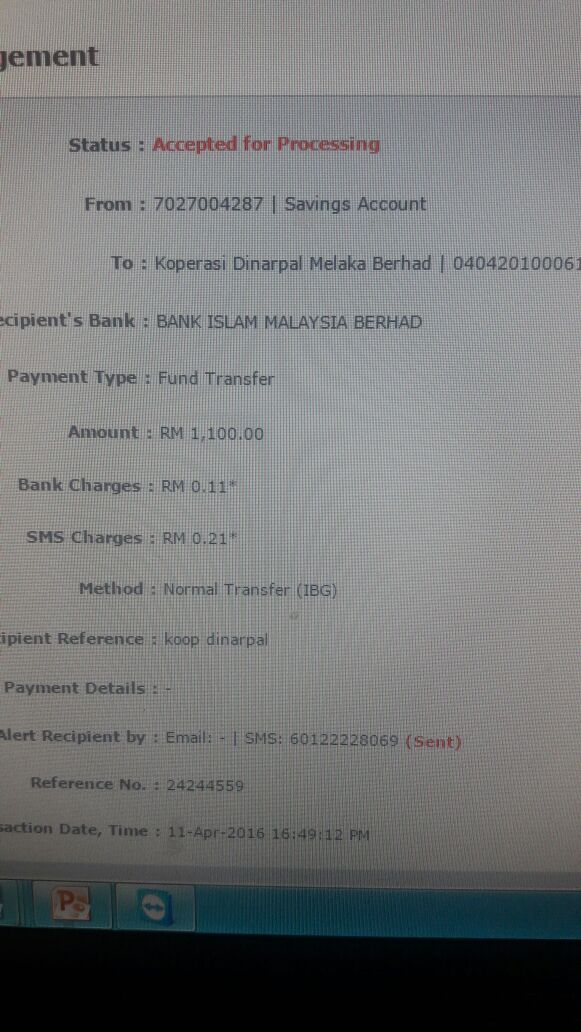 gement
Status : Accepted for Processing
From : 7027004287 | Savings Account
To : Koperasi Dinarpal Melaka Berhad | 0404201000061
ecipient's Bank : BANK ISLAM MALAYSIA BERHAD
Payment Type : Fund Transfer
Amount : RM 1,100.00
Bank Charges : RM 0.11*
SMS Charges : RM 0.21*
Method : Normal Transfer (IBG)
ipient Reference : koop dinarpal
Payment Details : -
Alert Recipient by : Email: - | SMS: 60122228069 (Sent)
Reference No. : 24244559
saction Date, Time : 11-Apr-2016 16:49:12 PM